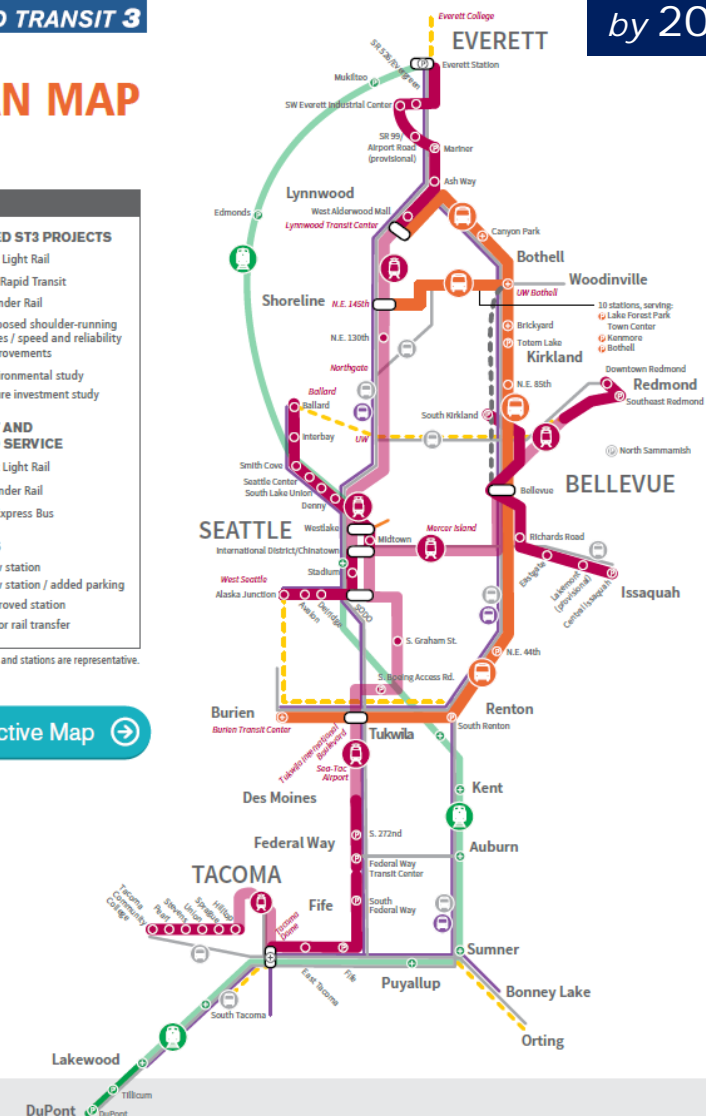 D TRANSIT 3
by 20
N MAP
ED ST3 PROJECTS
Light Rail
Rapid Transit
nder Rail
posed shoulder-running
es / speed and reliability
provements
ronmental study
re investment study
AND
SERVICE
Light Rail
nder Rail
xpress Bus
w station
w station / added parking
roved station
or rail transfer
and stations are representative.
ctive Map
Everett College
EVERETT
SR 526/Evergreen
Everett Station
Mukilteo
SW Everett Industrial Center
SR 99/
Airport Road
(provisional)
Mariner
Ash Way
Lynnwood
West Alderwood Mall
Lynnwood Transit Center
Edmonds
Canyon Park
Bothell
Woodinville
UW Bothell
Shoreline
N.E. 145th
10 stations, serving:
Lake Forest Park
Town Center
Kenmore
Bothell
N.E. 130th
Brickyard
Totem Lake
Kirkland
Northgate
Downtown Redmond
Redmond
Southeast Redmond
N.E. 85th
Ballard
Ballard
South Kirkland
Interbay
UW
North Sammamish
Smith Cove
Seattle Center
South Lake Union
Denny
Bellevue
BELLEVUE
SEATTLE
Westlake
Midtown
Mercer Island
Richards Road
International District/Chinatown
Eastgate
Lakemont
(provisional)
Central Issaquah
Issaquah
Stadium
West Seattle
Alaska Junction
Avalon
Delridge
SODO
S. Graham St.
N.E. 44th
S. Boeing Access Rd.
Burien
Burien Transit Center
Renton
South Renton
Tukwila
Tukwila International
Boulevard
Sea-Tac
Airport
Des Moines
Kent
S. 272nd
Federal Way
Auburn
Federal Way
Transit Center
TACOMA
Fife
South
Federal Way
Tacoma
Community
College
Pearl
Stevens
Union
Sprague
Hilltop
Tacoma
Dome
East Tacoma
Fife
Sumner
Puyallup
Bonney Lake
South Tacoma
Orting
Lakewood
Tillicum
DuPont
DuPont